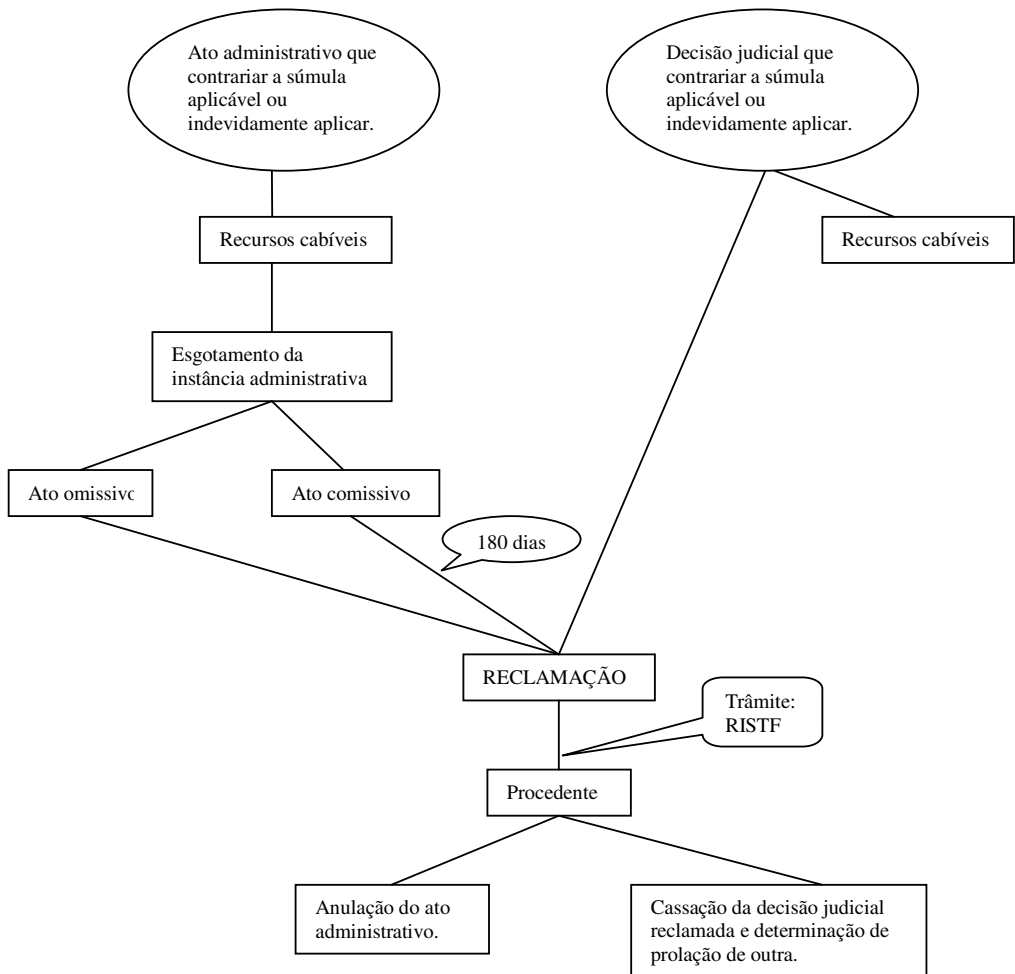 Ato administrativo que
contrariar a súmula
aplicável ou
indevidamente aplicar.
Decisão judicial que
contrariar a súmula
aplicável ou
indevidamente aplicar.
Recursos cabíveis
Recursos cabíveis
Esgotamento da
instância administrativa
Ato omissivo
Ato comissivo
180 dias
RECLAMAÇÃO
Trâmite:
RISTF
Procedente
Anulação do ato
administrativo.
Cassação da decisão judicial
reclamada e determinação de
prolação de outra.